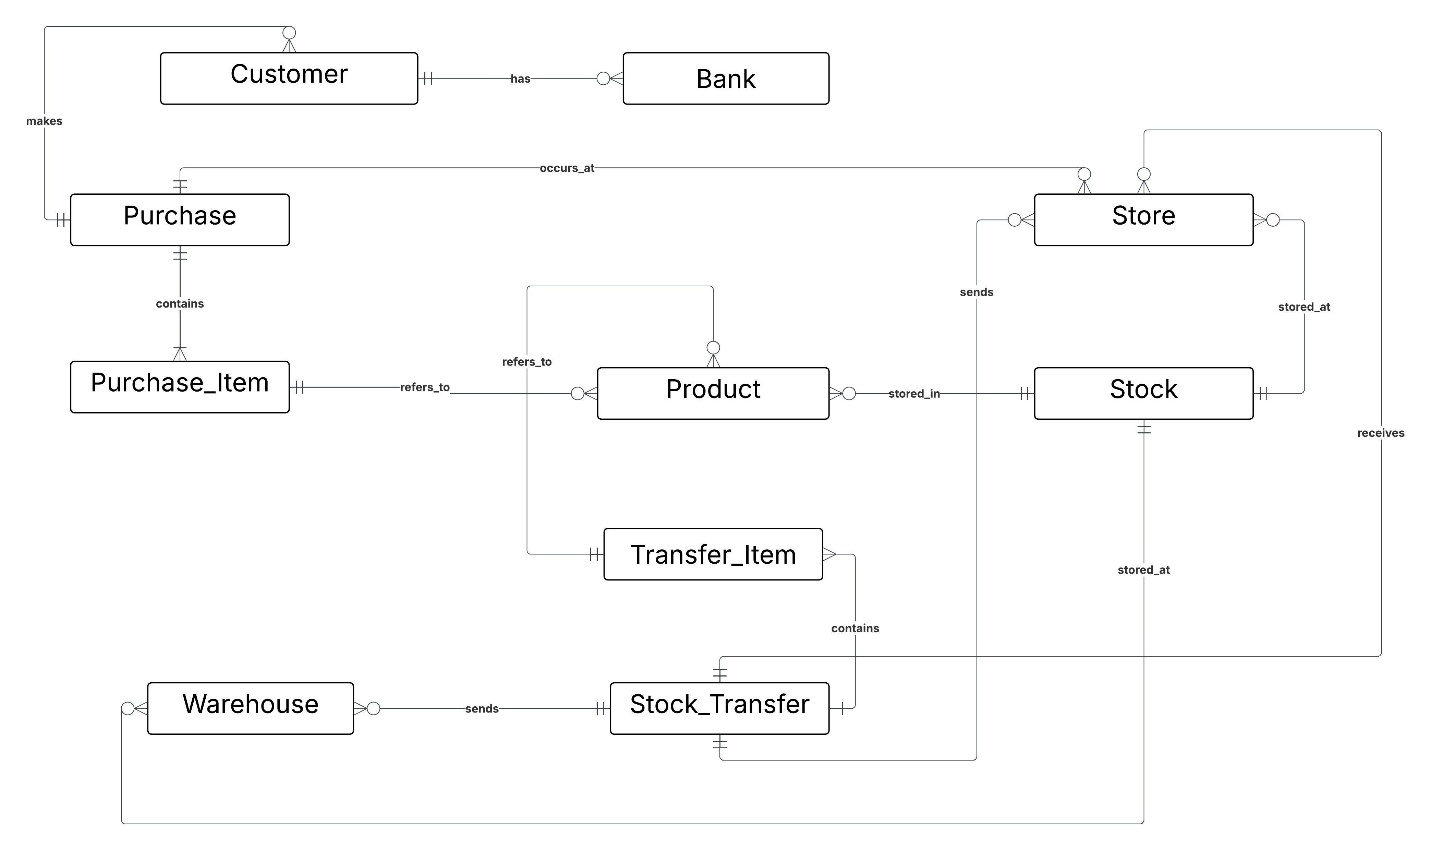 Customer
has
Bank
makes
occurs_at
Purchase
Store
sends
contains
stored_at
refers_to
Purchase_Item
refers_to
Product
stored_in
Stock
receives
Transfer_Item
stored_at
contains
Warehouse
sends
Stock_Transfer